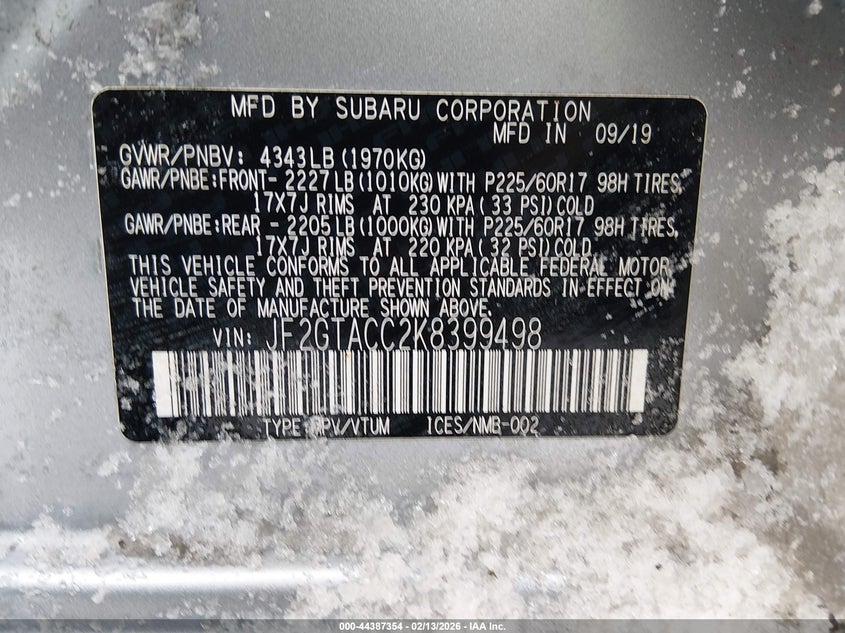 MFD BY SUBARU CORPORATION
MFD IN 09/19
GVWR/PNBV: 4343LB (1970KG)
GAWR/PNBE:FRONT- 2227LB (1010KG) WITH P225/60R17 98H TIRES,
17X7J RIMS AT 230 KPA ( 33 PSI) COLD
GAWR/PNBE:REAR - 2205LB (1000KG) WITH P225/60R17 98H TIRES,
17X7J RIMS AT 220 KPA ( 32 PSI) COLD
THIS VEHICLE CONFORMS TO ALL APPLICABLE FEDERAL MOTOR
VEHICLE SAFETY AND THEFT PREVENTION STANDARDS IN EFFECT ON
THE DATE OF MANUFACTURE SHOWN ABOVE.
VIN: JF2GTACC2K8399498
TYPE: MPV/VTUM ICES/NMB-002
000-44387354 - 02/13/2026 - IAA Inc.